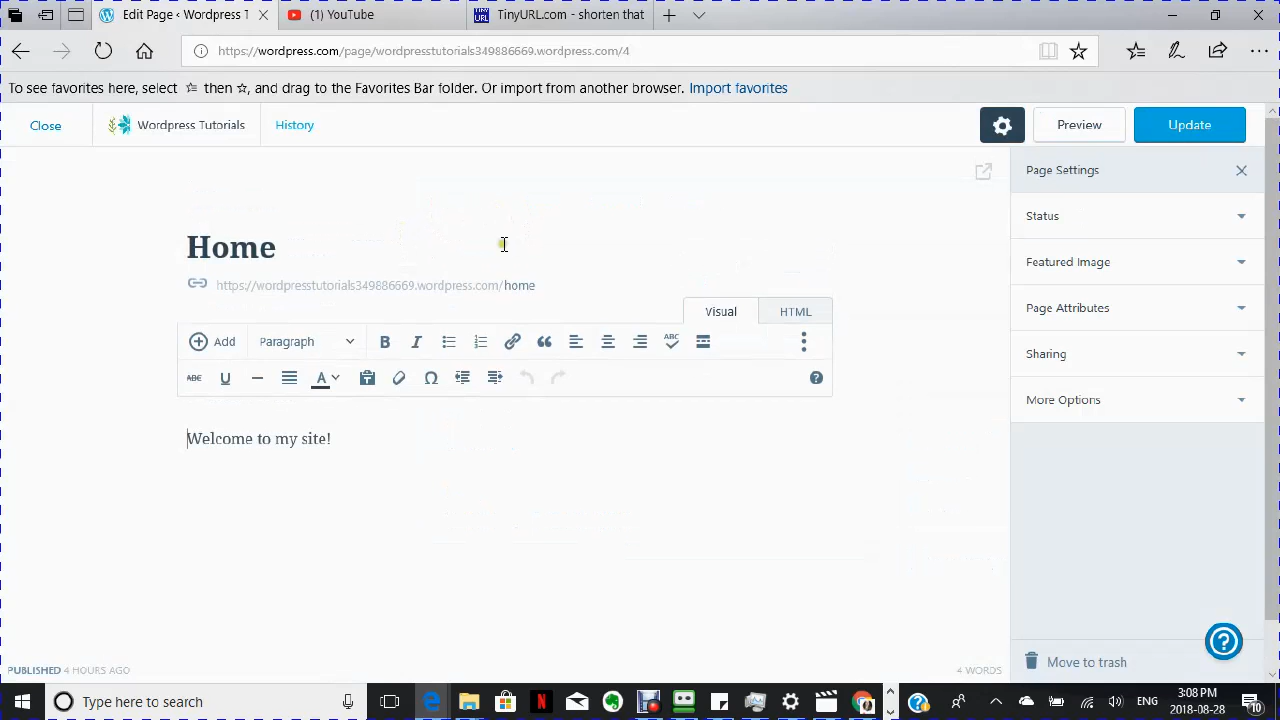 Edit Page ‹ Wordpress T
(1) YouTube
TinyURL.com - shorten that
https://wordpress.com/page/wordpresstutorials349886669.wordpress.com/4
To see favorites here, select ☆ then ☆, and drag to the Favorites Bar folder. Or import from another browser. Import favorites
Close
Wordpress Tutorials
History
Preview
Update
Page Settings
Status
Home
Featured Image
https://wordpresstutorials349886669.wordpress.com/home
Visual
HTML
Page Attributes
Add
Paragraph
B
I
ABC
Sharing
ABC
U
A
Ω
More Options
Welcome to my site!
PUBLISHED 4 HOURS AGO
4 WORDS
Move to trash
Type here to search
ENG
3:08 PM
2018-08-28
10